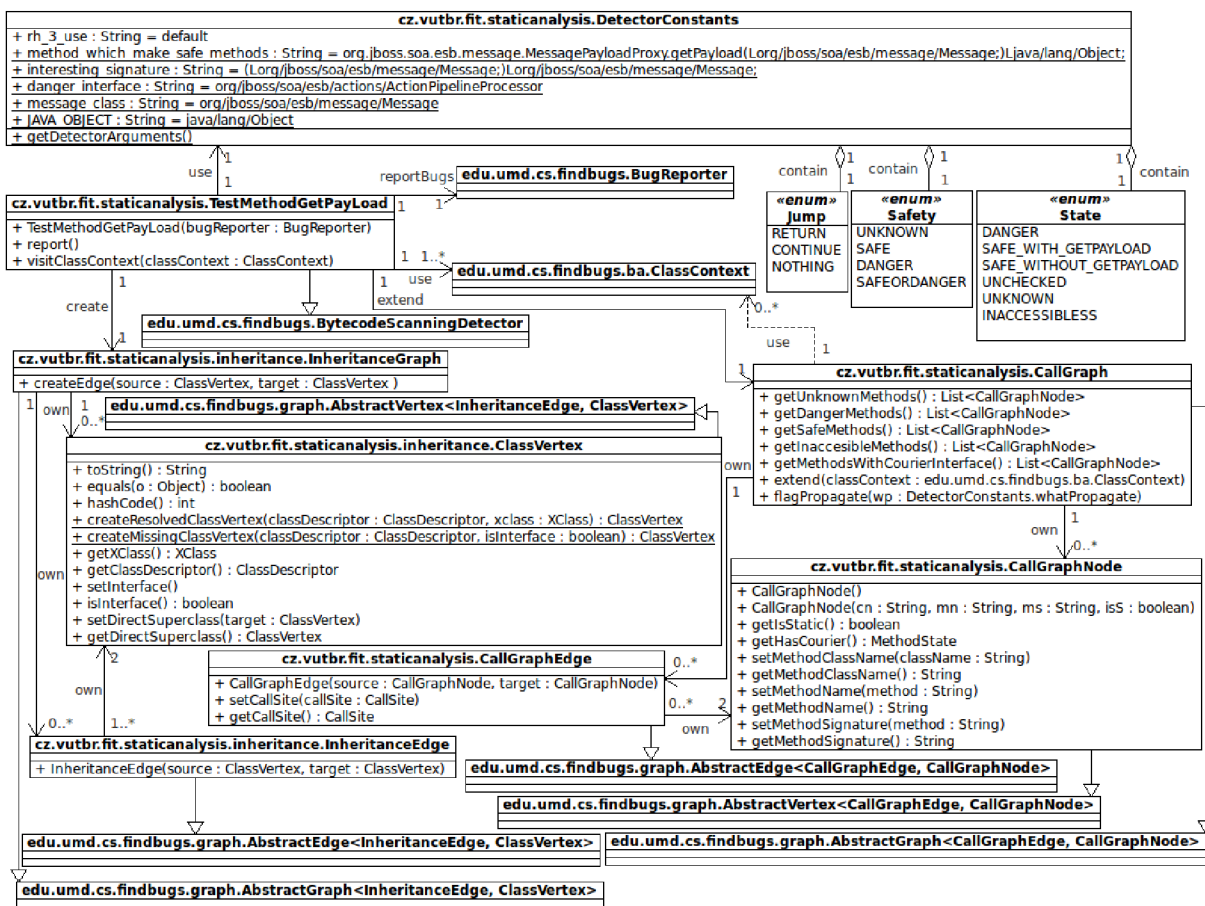 cz.vutbr.fit.staticanalysis.DetectorConstants
+ rh_3_use : String = default
+ method_which_make_safe_methods : String = org.jboss.soa.esb.message.MessagePayloadProxy.getPayload(Lorg/jboss/soa/esb/message/Message;)Ljava/lang/Object;
+ interesting_signature : String = (Lorg/jboss/soa/esb/message/Message;)Lorg/jboss/soa/esb/message/Message;
+ danger_interface : String = org/jboss/soa/esb/actions/ActionPipelineProcessor
+ message_class : String = org/jboss/soa/esb/message/Message
+ JAVA_OBJECT : String = java/lang/Object
+ getDetectorArguments()
1
use
1
contain
1
1
contain
1
1
contain
1
1
reportBugs
1
1
edu.umd.cs.findbugs.BugReporter
cz.vutbr.fit.staticanalysis.TestMethodGetPayLoad
+ TestMethodGetPayLoad(bugReporter : BugReporter)
+ report()
+ visitClassContext(classContext : ClassContext)
«enum»
Jump
RETURN
CONTINUE
NOTHING
«enum»
Safety
UNKNOWN
SAFE
DANGER
SAFEORDANGER
«enum»
State
DANGER
SAFE_WITH_GETPAYLOAD
SAFE_WITHOUT_GETPAYLOAD
UNCHECKED
UNKNOWN
INACCESSIBLESS
1 1..*
use
edu.umd.cs.findbugs.ba.ClassContext
1
create
1
1
extend
1
0..*
use
1
edu.umd.cs.findbugs.BytecodeScanningDetector
cz.vutbr.fit.staticanalysis.inheritance.InheritanceGraph
+ createEdge(source : ClassVertex, target : ClassVertex )
cz.vutbr.fit.staticanalysis.CallGraph
+ getUnknownMethods() : List<CallGraphNode>
+ getDangerMethods() : List<CallGraphNode>
+ getSafeMethods() : List<CallGraphNode>
+ getInaccesibleMethods() : List<CallGraphNode>
+ getMethodsWithCourierInterface() : List<CallGraphNode>
+ extend(classContext : edu.umd.cs.findbugs.ba.ClassContext)
+ flagPropagate(wp : DetectorConstants.whatPropagate)
1
own
1
0..*
edu.umd.cs.findbugs.graph.AbstractVertex<InheritanceEdge, ClassVertex>
cz.vutbr.fit.staticanalysis.inheritance.ClassVertex
+ toString() : String
+ equals(o : Object) : boolean
+ hashCode() : int
+ createResolvedClassVertex(classDescriptor : ClassDescriptor, xclass : XClass) : ClassVertex
+ createMissingClassVertex(classDescriptor : ClassDescriptor, isInterface : boolean) : ClassVertex
+ getXClass() : XClass
+ getClassDescriptor() : ClassDescriptor
+ setInterface()
+ isInterface() : boolean
+ setDirectSuperclass(target : ClassVertex)
+ getDirectSuperclass() : ClassVertex
own
1
1
own
0..*
own
cz.vutbr.fit.staticanalysis.CallGraphNode
+ CallGraphNode()
+ CallGraphNode(cn : String, mn : String, ms : String, isS : boolean)
+ getIsStatic() : boolean
+ getHasCourier() : MethodState
+ setMethodClassName(className : String)
+ getMethodClassName() : String
+ setMethodName(method : String)
+ getMethodName() : String
+ setMethodSignature(method : String)
+ getMethodSignature() : String
2
own
1..*
0..*
cz.vutbr.fit.staticanalysis.CallGraphEdge
+ CallGraphEdge(source : CallGraphNode, target : CallGraphNode)
+ setCallSite(callSite : CallSite)
+ getCallSite() : CallSite
0..*
0..*
2
own
cz.vutbr.fit.staticanalysis.inheritance.InheritanceEdge
+ InheritanceEdge(source : ClassVertex, target : ClassVertex)
edu.umd.cs.findbugs.graph.AbstractEdge<CallGraphEdge, CallGraphNode>
edu.umd.cs.findbugs.graph.AbstractVertex<CallGraphEdge, CallGraphNode>
edu.umd.cs.findbugs.graph.AbstractEdge<InheritanceEdge, ClassVertex>
edu.umd.cs.findbugs.graph.AbstractGraph<CallGraphEdge, CallGraphNode>
edu.umd.cs.findbugs.graph.AbstractGraph<InheritanceEdge, ClassVertex>